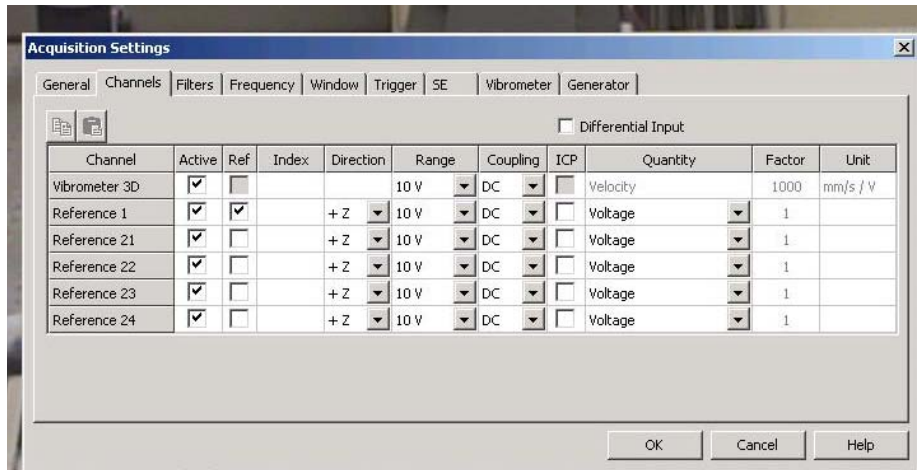 Acquisition Settings
General Channels Filters Frequency Window Trigger SE Vibrometer Generator
Differential Input
Channel Active Ref Index Direction Range Coupling ICP Quantity Factor Unit
Vibrometer 3D 10 V DC Velocity 1000 mm/s / V
Reference 1 + Z 10 V DC Voltage 1
Reference 21 + Z 10 V DC Voltage 1
Reference 22 + Z 10 V DC Voltage 1
Reference 23 + Z 10 V DC Voltage 1
Reference 24 + Z 10 V DC Voltage 1
OK Cancel Help